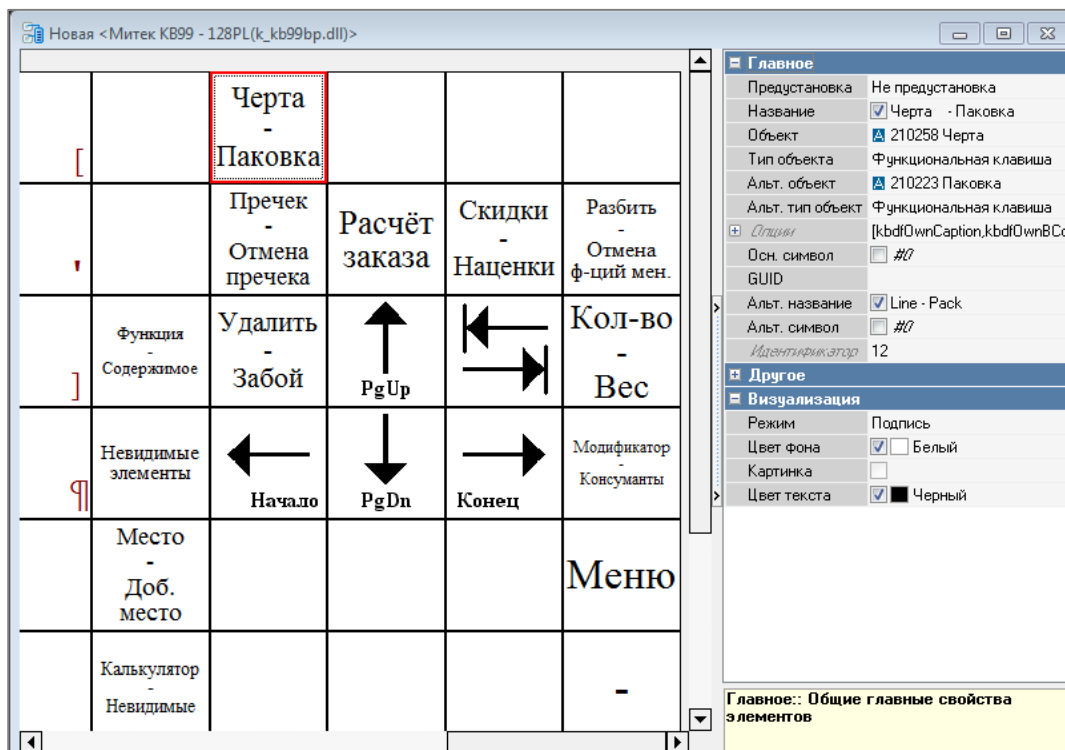 Новая <Митек KB99 - 128PL(k_kb99bp.dll)>
[
Черта
-
Паковка
'
Пречек
-
Отмена
пречека
Расчёт
заказа
Скидки
-
Наценки
Разбить
-
Отмена
ф-ций мен.
]
Функция
-
Содержимое
Удалить
-
Забой
PgUp
Кол-во
-
Вес
¶
Невидимые
элементы
Начало
PgDn
Конец
Модификатор
-
Консуманты
Место
-
Доб.
место
Меню
Калькулятор
-
Невидимые
-
Главное
Предустановка Не предустановка
Название Черта - Паковка
Объект A 210258 Черта
Тип объекта Функциональная клавиша
Альт. объект A 210223 Паковка
Альт. тип объект Функциональная клавиша
Опции [kbdfOwnCaption,kbdfOwnBCo
Осн. символ #0
GUID
Альт. название Line - Pack
Альт. символ #0
Идентификатор 12
Другое
Визуализация
Режим Подпись
Цвет фона Белый
Картинка
Цвет текста Черный
Главное:: Общие главные свойства
элементов